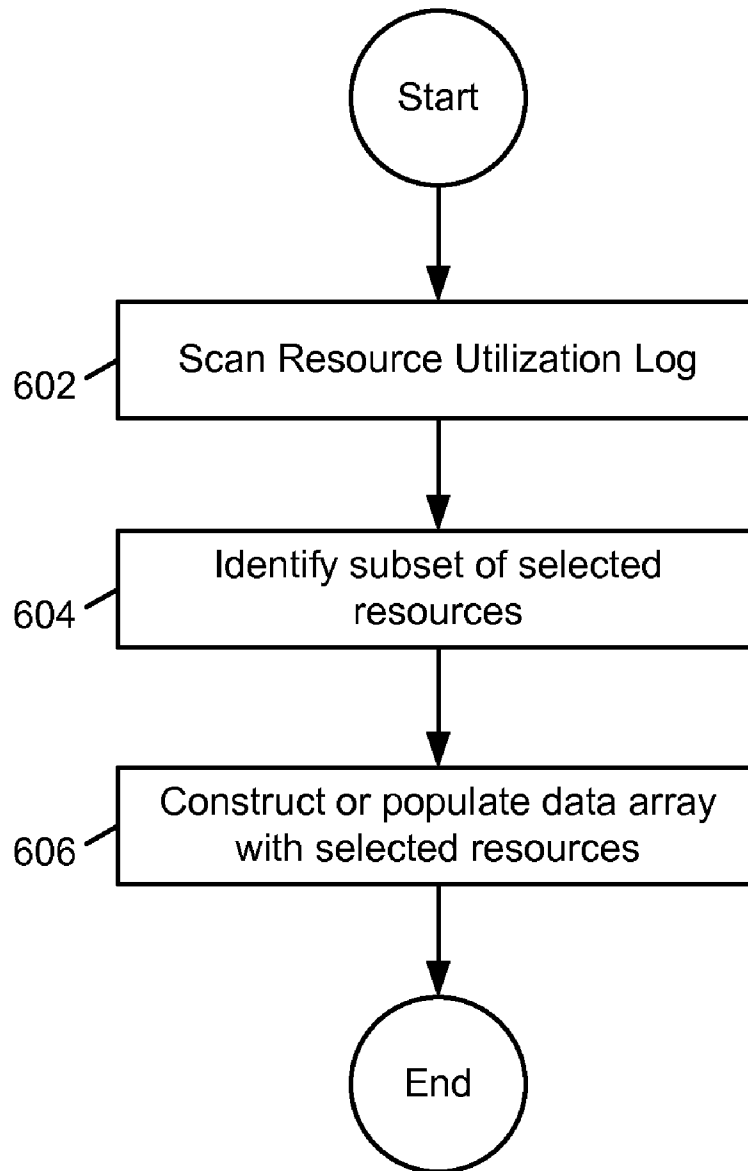 Start
602
Scan Resource Utilization Log
604
Identify subset of selected
resources
606
Construct or populate data array
with selected resources
End